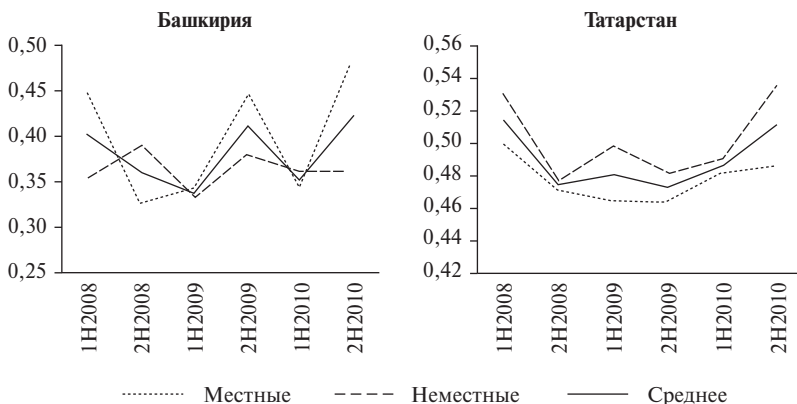 Башкирия
0,50
0,45
0,40
0,35
0,30
0,25
1H2008
2H2008
1H2009
2H2009
1H2010
2H2010
Татарстан
0,56
0,54
0,52
0,50
0,48
0,46
0,44
0,42
1H2008
2H2008
1H2009
2H2009
1H2010
2H2010
Местные Неместные Среднее